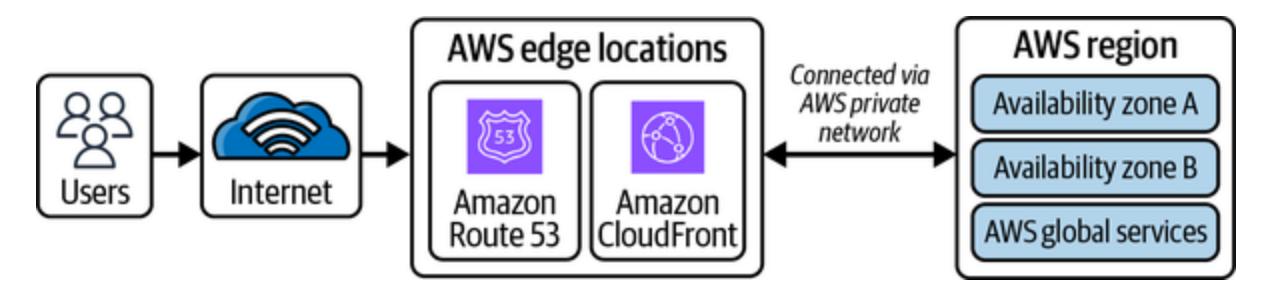 Users
Internet
AWS edge locations
53
Amazon
Route 53
Amazon
CloudFront
Connected via
AWS private
network
AWS region
Availability zone A
Availability zone B
AWS global services